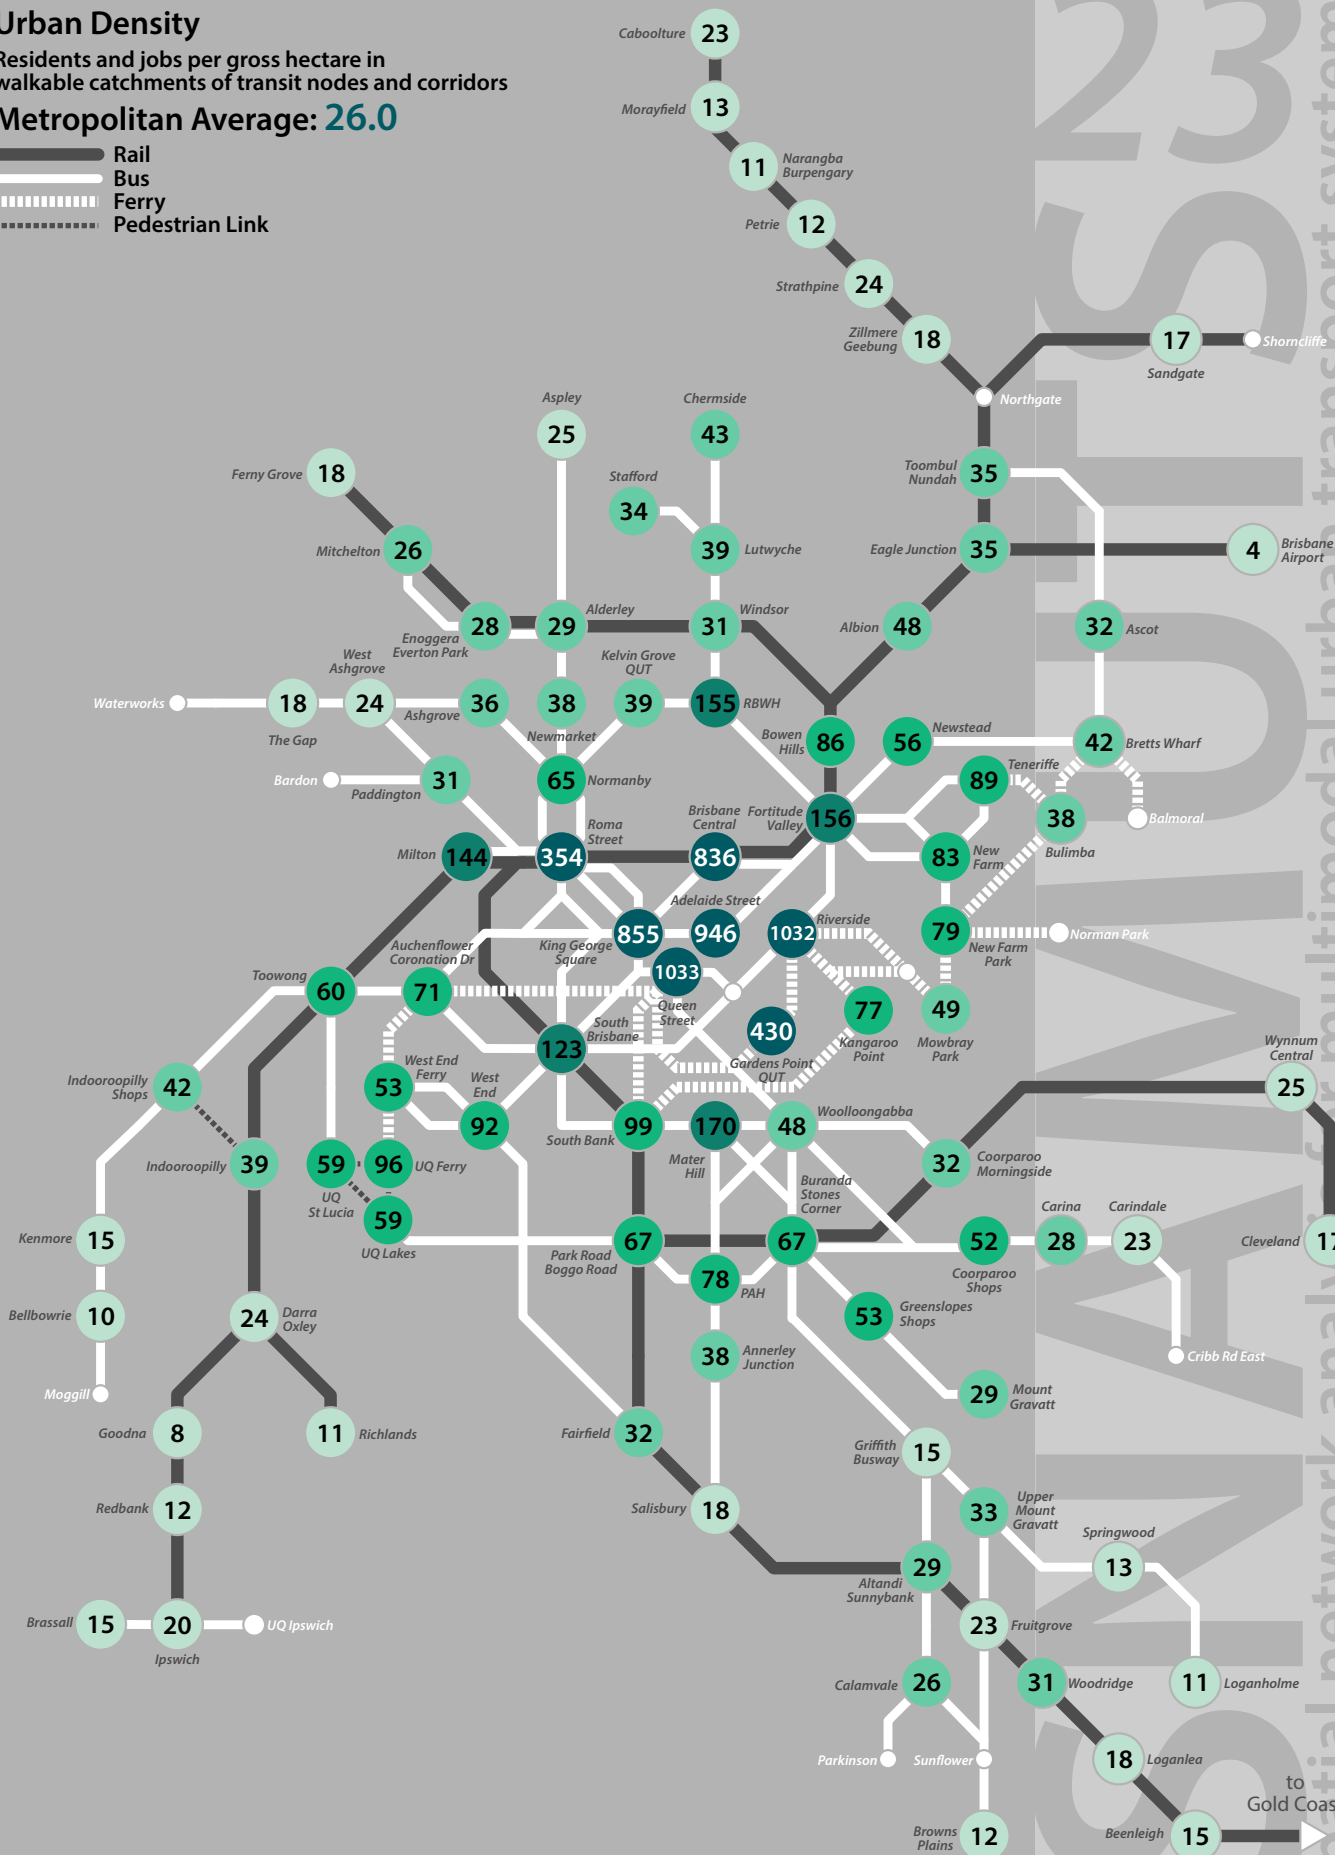 Urban Density
Residents and jobs per gross hectare in
walkable catchments of transit nodes and corridors
Metropolitan Average: 26.0
Rail
Bus
Ferry
Pedestrian Link
23
Caboolture
23
Morayfield
13
11
Narangba
Burpengary
Petrie
12
Strathpine
24
Zillmere
Geebung
18
17
Sandgate
Shorncliffe
Northgate
Aspley
25
Chermside
43
Ferny Grove
18
Stafford
34
Toombul
Nundah
35
Mitchelton
26
39
Lutwyche
Eagle Junction
35
4
Brisbane
Airport
Enoggera
Everton Park
28
29
Alderley
31
Windsor
Albion
48
32
Ascot
Waterworks
18
The Gap
West
Ashgrove
24
Ashgrove
36
38
Newmarket
Kelvin Grove
QUT
39
155
RBWH
Bowen
Hills
86
56
Newstead
42
Bretts Wharf
Bardon
Paddington
31
65
Normanby
Teneriffe
89
Fortitude
Valley
156
38
Bulimba
Balmoral
Milton
144
Roma
Street
354
Brisbane
Central
836
83
New
Farm
Adelaide Street
946
King George
Square
855
1032
Riverside
79
New Farm
Park
Norman Park
Auchenflower
Coronation Dr
71
Toowong
60
1033
Queen
Street
430
Gardens Point
QUT
77
Kangaroo
Point
49
Mowbray
Park
South
Brisbane
123
Indooroopilly
Shops
42
53
West End
Ferry
West
End
92
South Bank
99
170
Mater
Hill
48
Woolloongabba
Wynnum
Central
25
Indooroopilly
39
59
UQ
St Lucia
96
UQ Ferry
59
UQ Lakes
32
Coorparoo
Morningside
Kenmore
15
Park Road
Boggo Road
67
Buranda
Stones
Corner
67
52
Coorparoo
Shops
Carina
28
Carindale
23
Cleveland
17
78
PAH
Bellbowrie
10
24
Darra
Oxley
53
Greenslopes
Shops
38
Annerley
Junction
Cribb Rd East
Moggill
29
Mount
Gravatt
Goodna
8
11
Richlands
Fairfield
32
Griffith
Busway
15
Redbank
12
Salisbury
18
33
Upper
Mount
Gravatt
Springwood
13
Altandi
Sunnybank
29
Brassall
15
20
Ipswich
UQ Ipswich
23
Fruitgrove
Calamvale
26
31
Woodridge
11
Loganholme
Parkinson
Sunflower
18
Loganlea
to
Browns
Plains
12
Beenleigh
15